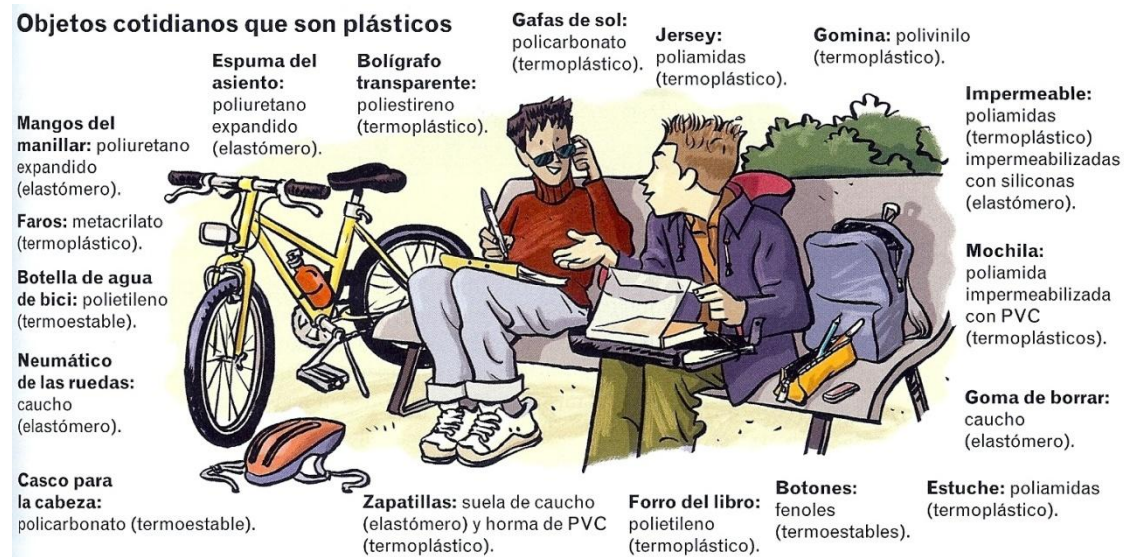 Objetos cotidianos que son plásticos
Gafas de sol:
policarbonato
(termoplástico).
Jersey:
poliamidas
(termoplástico).
Gomina: polivinilo
(termoplástico).
Espuma del
asiento:
poliuretano
expandido
(elastómero).
Bolígrafo
transparente:
poliestireno
(termoplástico).
Impermeable:
poliamidas
(termoplástico)
impermeabilizadas
con siliconas
(elastómero).
Mangos del
manillar: poliuretano
expandido
(elastómero).
Faros: metacrilato
(termoplástico).
Botella de agua
de bici: polietileno
(termoestable).
Mochila:
poliamida
impermeabilizada
con PVC
(termoplásticos).
Neumático
de las ruedas:
caucho
(elastómero).
Goma de borrar:
caucho
(elastómero).
Casco para
la cabeza:
policarbonato (termoestable).
Zapatillas: suela de caucho
(elastómero) y horma de PVC
(termoplástico).
Forro del libro:
polietileno
(termoplástico).
Botones:
fenoles
(termoestables).
Estuche: poliamidas
(termoplástico).